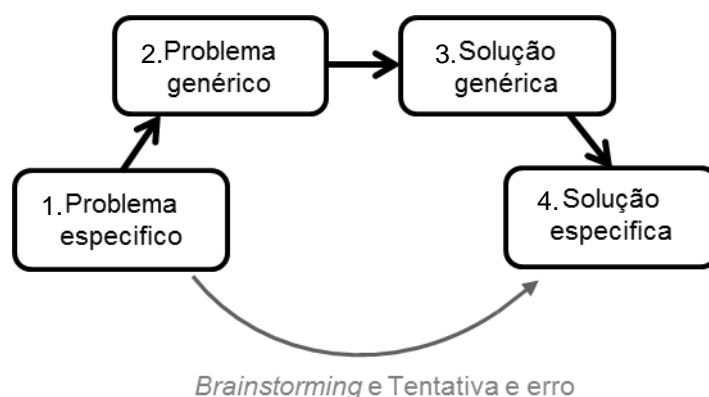 2.Problema
genérico
3.Solução
genérica
1.Problema
especifico
4.Solução
especifica
Brainstorming e Tentativa e erro